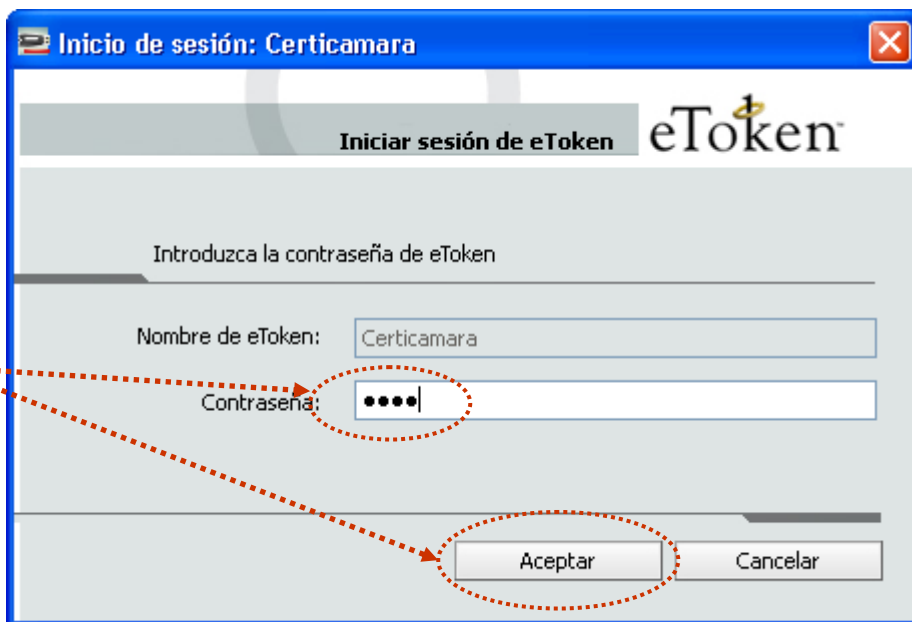 Inicio de sesión: Certicamara
Iniciar sesión de eToken
eToken
Introduzca la contraseña de eToken
Nombre de eToken: Certicamara
Contraseña: ••••
Aceptar Cancelar